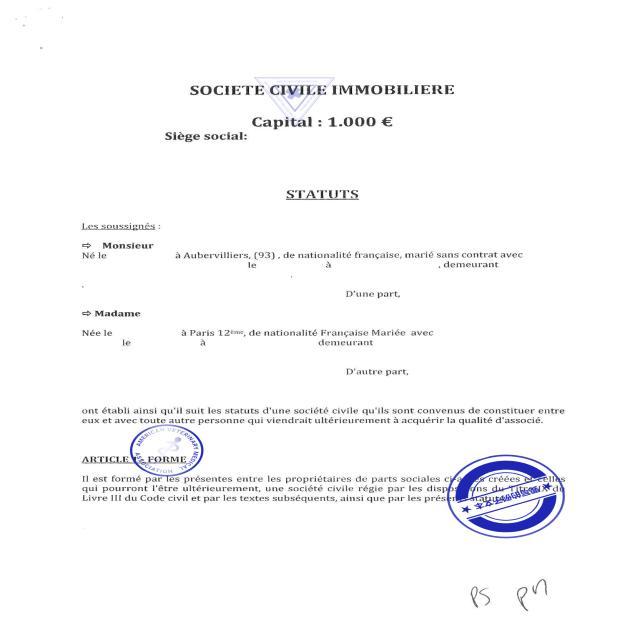 SOCIETE CIVILE IMMOBILIERE
Capital : 1.000 €
Siège social:
STATUTS
Les soussignés :
⇨ Monsieur
Né le à Aubervilliers, (93) , de nationalité française, marié sans contrat avec
le à , demeurant
D'une part,
⇨ Madame
Née le à Paris 12ème, de nationalité Française Mariée avec
le à demeurant
D'autre part,
ont établi ainsi qu'il suit les statuts d'une société civile qu'ils sont convenus de constituer entre
eux et avec toute autre personne qui viendrait ultérieurement à acquérir la qualité d'associé.
AMERICAN VETERINARY MEDICAL ASSOCIATION
ARTICLE 1. FORME
Il est formé par les présentes entre les propriétaires de parts sociales créées et celles
qui pourront l'être ultérieurement, une société civile régie par les dispositions du Titre du
Livre III du Code civil et par les textes subséquents, ainsi que par les présents statuts
PS PM